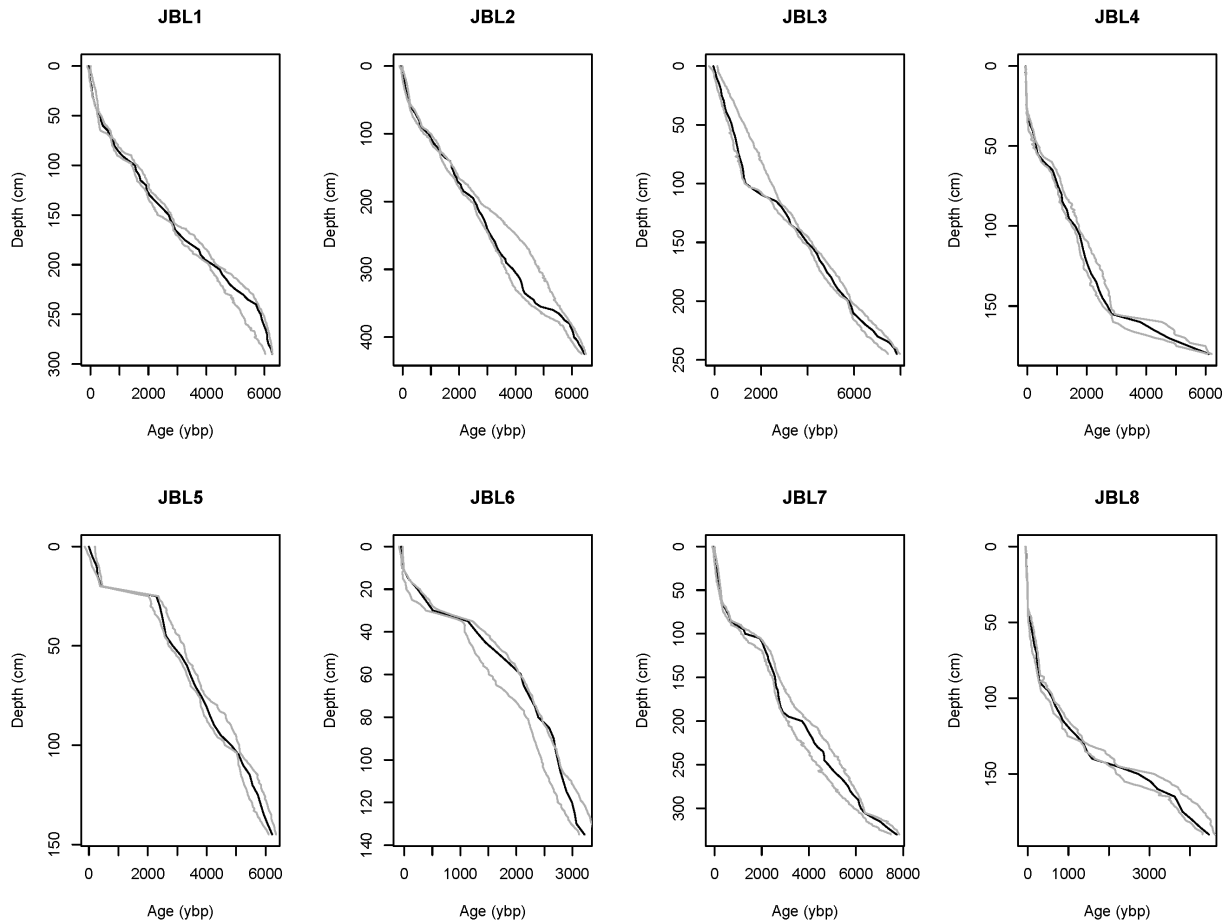 JBL1
0
50
100
150
200
250
300
Depth (cm)
0 2000 4000 6000
Age (ybp)
JBL2
0
100
200
300
400
Depth (cm)
0 2000 4000 6000
Age (ybp)
JBL3
0
50
100
150
200
250
Depth (cm)
0 2000 6000
Age (ybp)
JBL4
0
50
100
150
Depth (cm)
0 2000 4000 6000
Age (ybp)
JBL5
0
50
100
150
Depth (cm)
0 2000 4000 6000
Age (ybp)
JBL6
0
20
40
60
80
100
120
140
Depth (cm)
0 1000 2000 3000
Age (ybp)
JBL7
0
50
100
150
200
250
300
Depth (cm)
0 2000 4000 6000 8000
Age (ybp)
JBL8
0
50
100
150
Depth (cm)
0 1000 3000
Age (ybp)